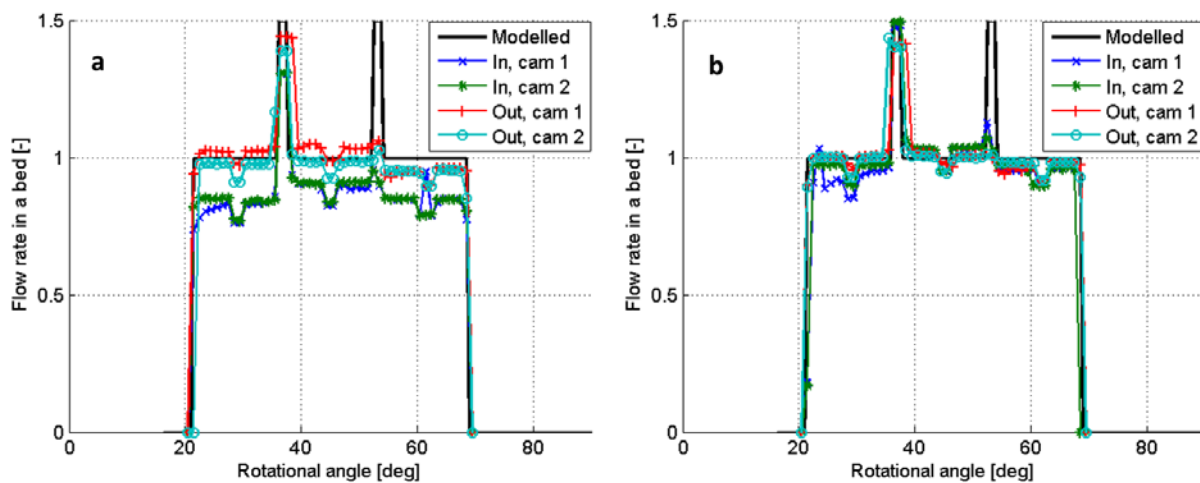 a
Flow rate in a bed [-]
1.5
1
0.5
0
0 20 40 60 80
Rotational angle [deg]
Modelled
In, cam 1
In, cam 2
Out, cam 1
Out, cam 2
b
Flow rate in a bed [-]
1.5
1
0.5
0
0 20 40 60 80
Rotational angle [deg]
Modelled
In, cam 1
In, cam 2
Out, cam 1
Out, cam 2